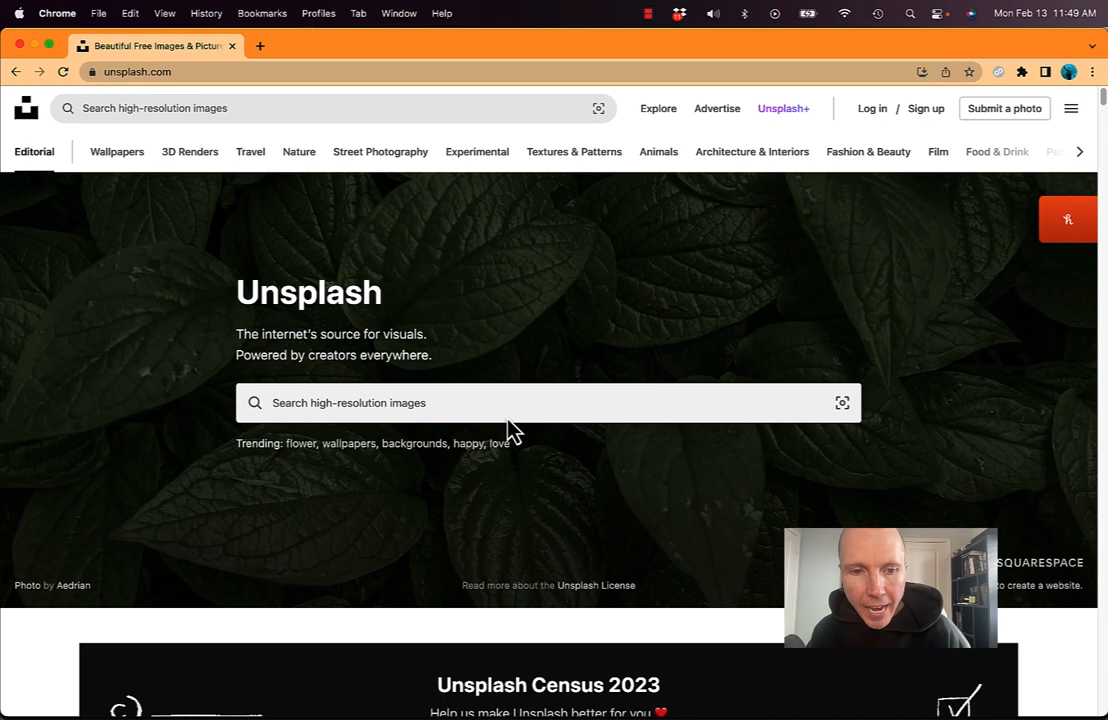 Chrome File Edit View History Bookmarks Profiles Tab Window Help Mon Feb 13 11:49 AM
Beautiful Free Images & Pictur
unsplash.com
Search high-resolution images Explore Advertise Unsplash+ Log in / Sign up Submit a photo
Editorial Wallpapers 3D Renders Travel Nature Street Photography Experimental Textures & Patterns Animals Architecture & Interiors Fashion & Beauty Film Food & Drink
Unsplash
The internet's source for visuals.
Powered by creators everywhere.
Search high-resolution images
Trending: flower, wallpapers, backgrounds, happy, love
SQUARESPACE
Photo by Aedrian Read more about the Unsplash License to create a website.
Unsplash Census 2023
Help us make Unsplash better for you ❤️